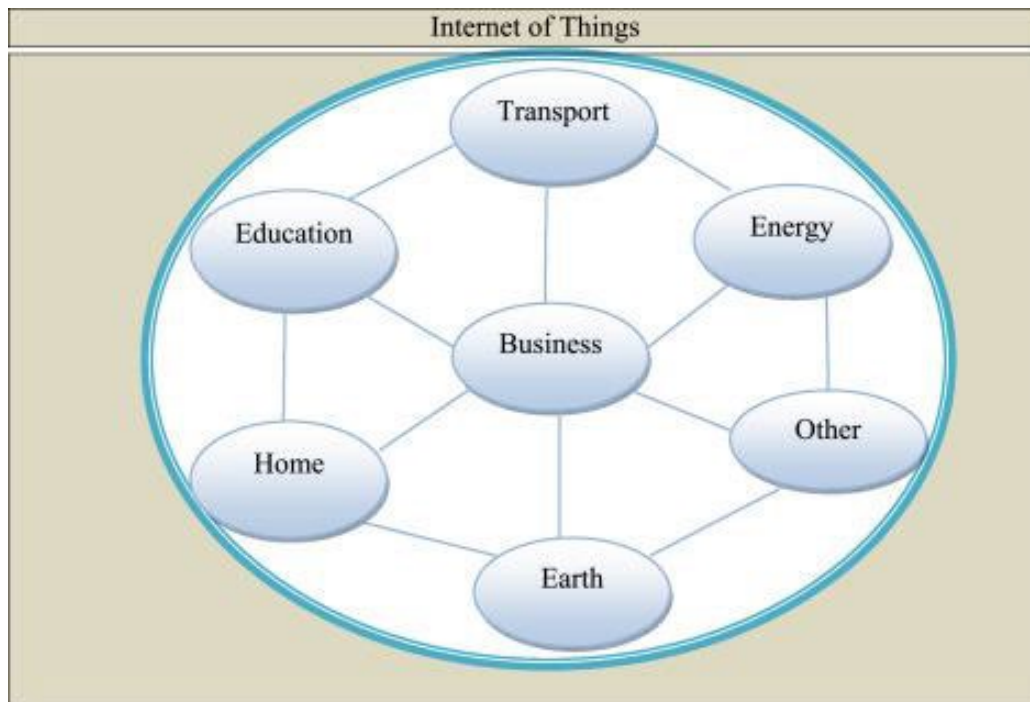 Internet of Things
Transport
Education
Energy
Business
Home
Other
Earth